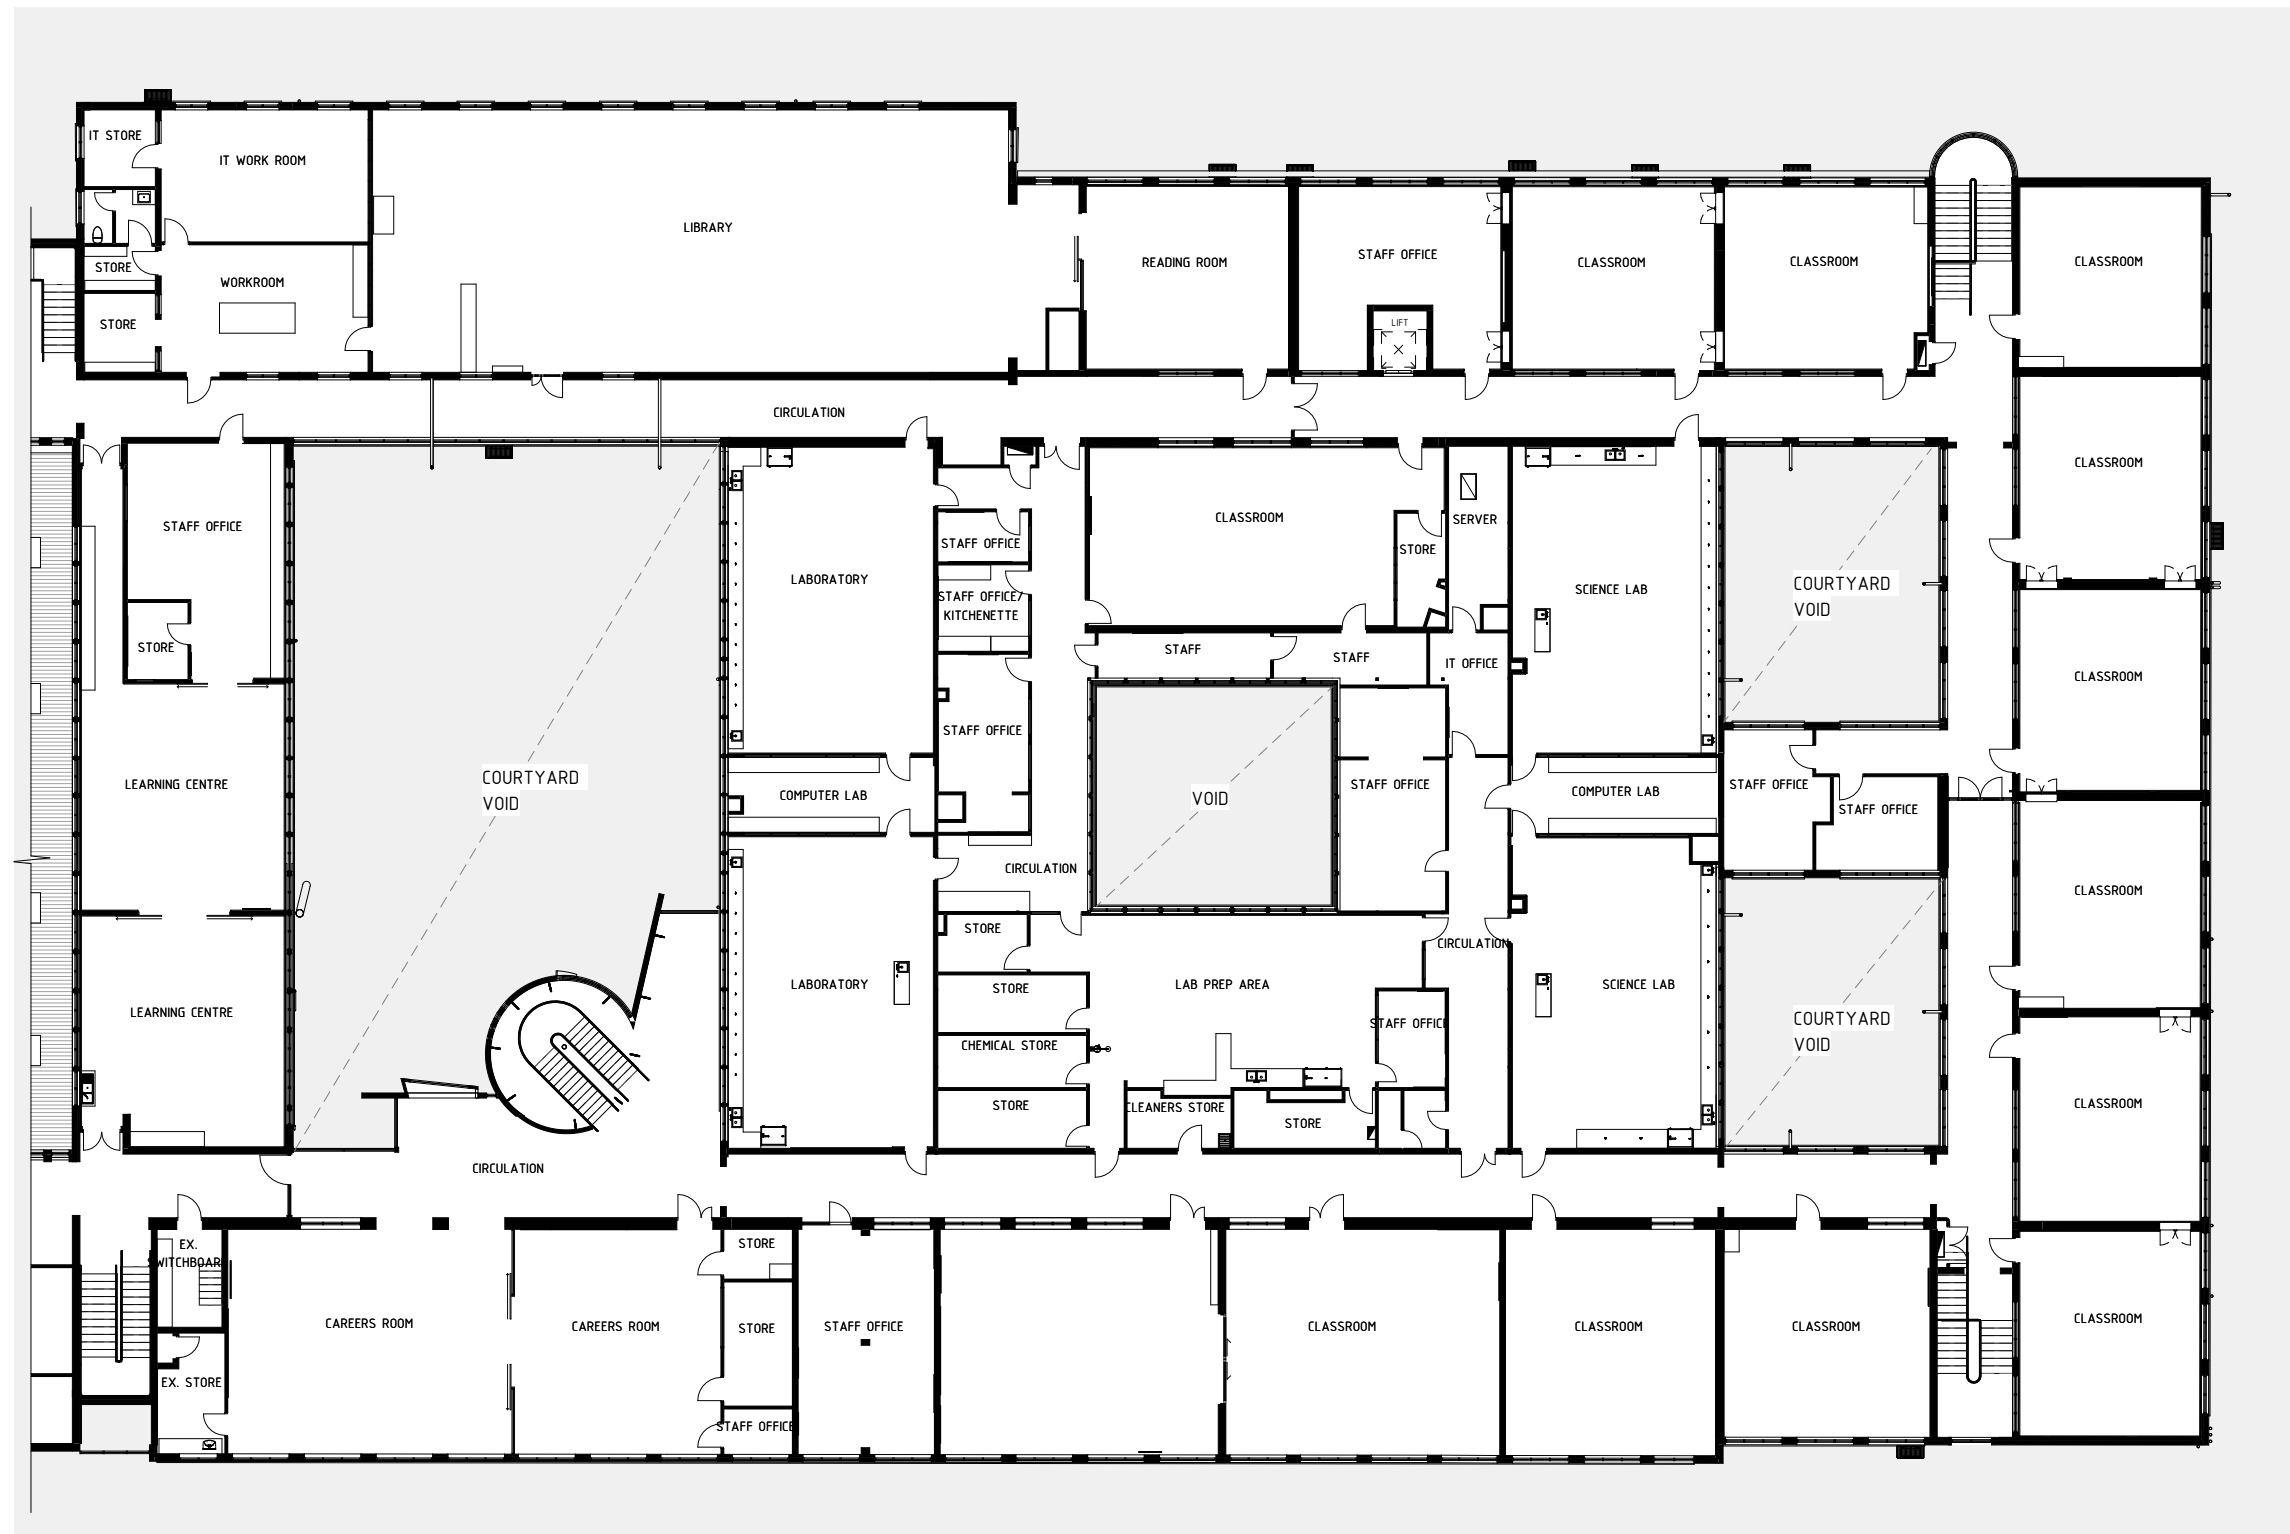 IT STORE
IT WORK ROOM
LIBRARY
STORE
WORKROOM
STORE
READING ROOM
STAFF OFFICE
LIFT
CLASSROOM
CLASSROOM
CLASSROOM
CIRCULATION
STAFF OFFICE
STORE
LEARNING CENTRE
LEARNING CENTRE
COURTYARD
VOID
LABORATORY
COMPUTER LAB
LABORATORY
STAFF OFFICE
STAFF OFFICE/
KITCHENETTE
STAFF OFFICE
CIRCULATION
CLASSROOM
STORE
SERVER
STAFF
STAFF
IT OFFICE
VOID
STAFF OFFICE
SCIENCE LAB
COMPUTER LAB
SCIENCE LAB
COURTYARD
VOID
STAFF OFFICE
STAFF OFFICE
COURTYARD
VOID
CLASSROOM
CLASSROOM
CLASSROOM
CLASSROOM
CLASSROOM
STORE
STORE
CHEMICAL STORE
STORE
LAB PREP AREA
CIRCULATION
STAFF OFFICE
CLEANERS STORE
STORE
CIRCULATION
EX.
SWITCHBOARD
EX. STORE
CAREERS ROOM
CAREERS ROOM
STORE
STORE
STAFF OFFICE
STAFF OFFICE
CLASSROOM
CLASSROOM
CLASSROOM
CLASSROOM